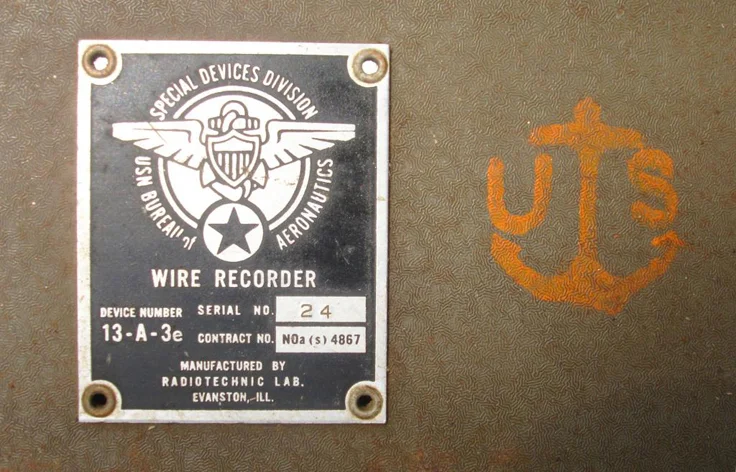 SPECIAL DEVICES DIVISION
USN BUREAU of AERONAUTICS
WIRE RECORDER
DEVICE NUMBER
13-A-3e
SERIAL NO. 24
CONTRACT NO. NOa(s) 4867
MANUFACTURED BY
RADIOTECHNIC LAB.
EVANSTON, ILL.
US